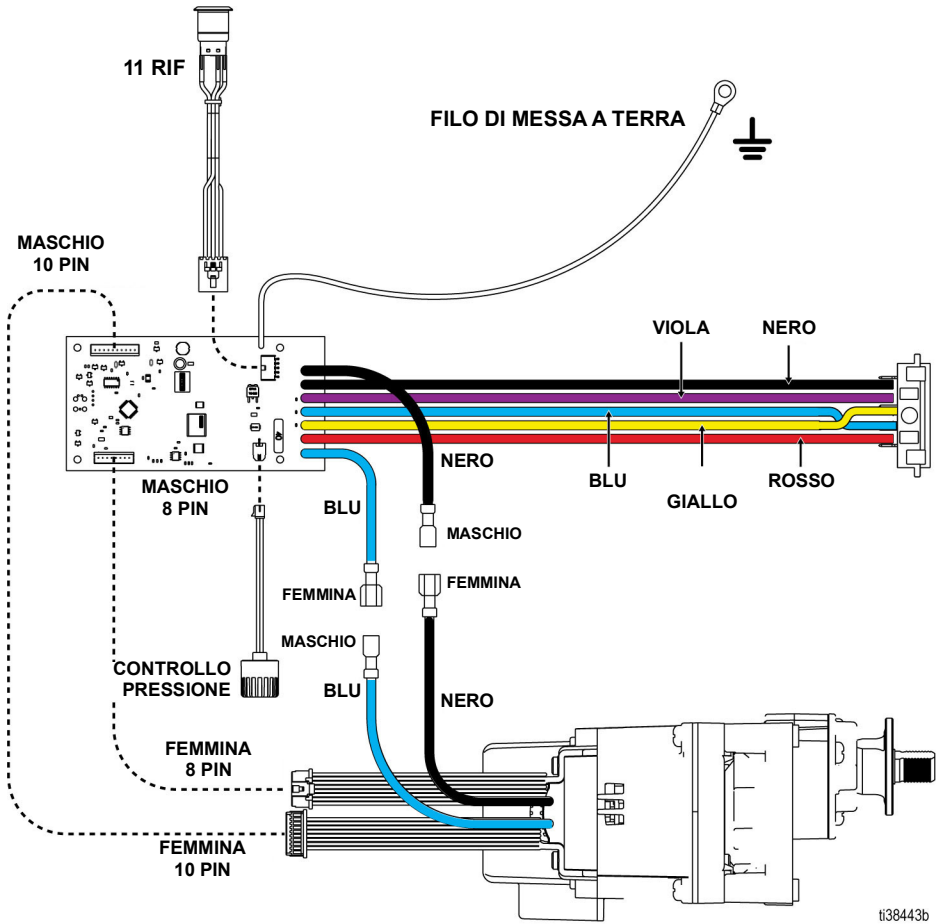 11 RIF
FILO DI MESSA A TERRA
MASCHIO
10 PIN
VIOLA
NERO
NERO
BLU
GIALLO
ROSSO
MASCHIO
8 PIN
BLU
MASCHIO
FEMMINA
FEMMINA
MASCHIO
CONTROLLO
PRESSIONE
BLU
NERO
FEMMINA
8 PIN
FEMMINA
10 PIN
ti38443b